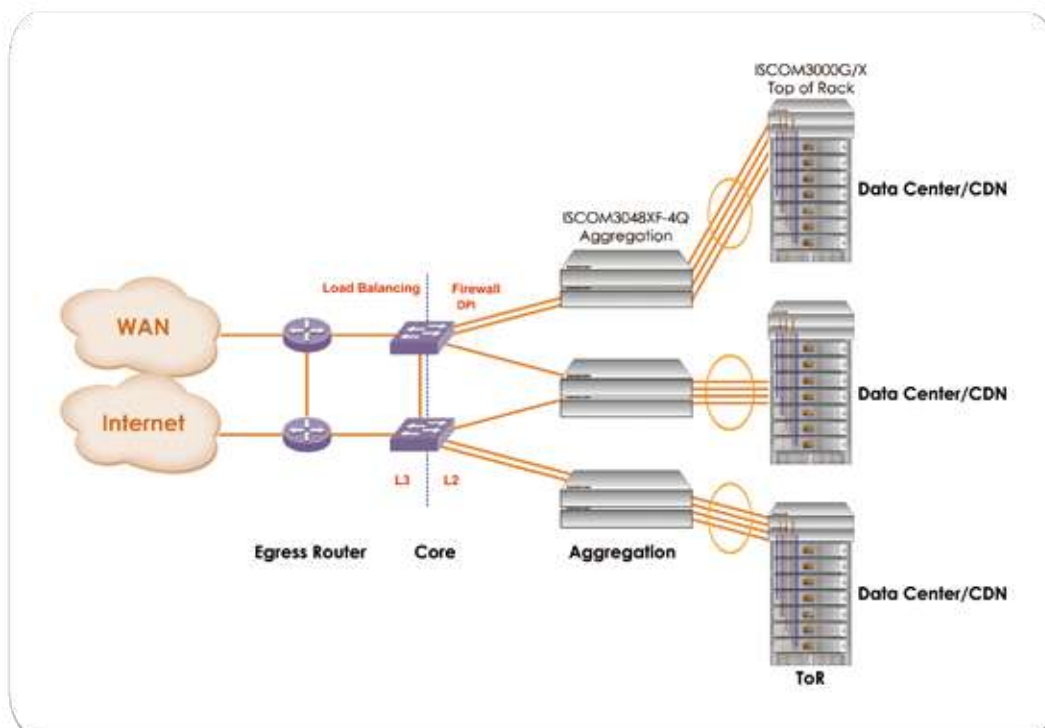 ISCOM3000G/X
Top of Rack
Data Center/CDN
ISCOM3048XF-4Q
Aggregation
Load Balancing
Firewall
DPI
WAN
Internet
Data Center/CDN
L3
L2
Egress Router
Core
Aggregation
Data Center/CDN
ToR